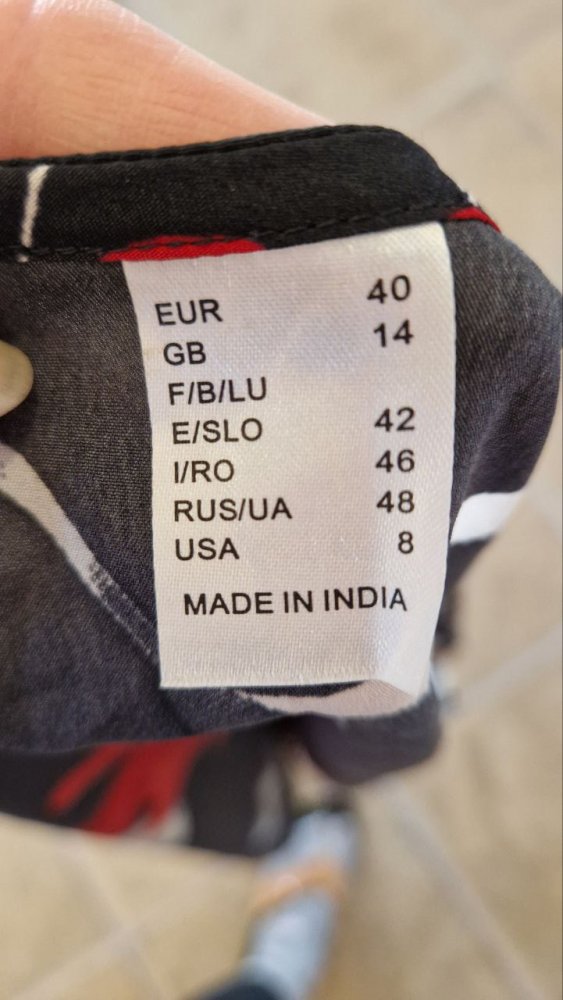 EUR 40
GB 14
F/B/LU
E/SLO 42
I/RO 46
RUS/UA 48
USA 8
MADE IN INDIA